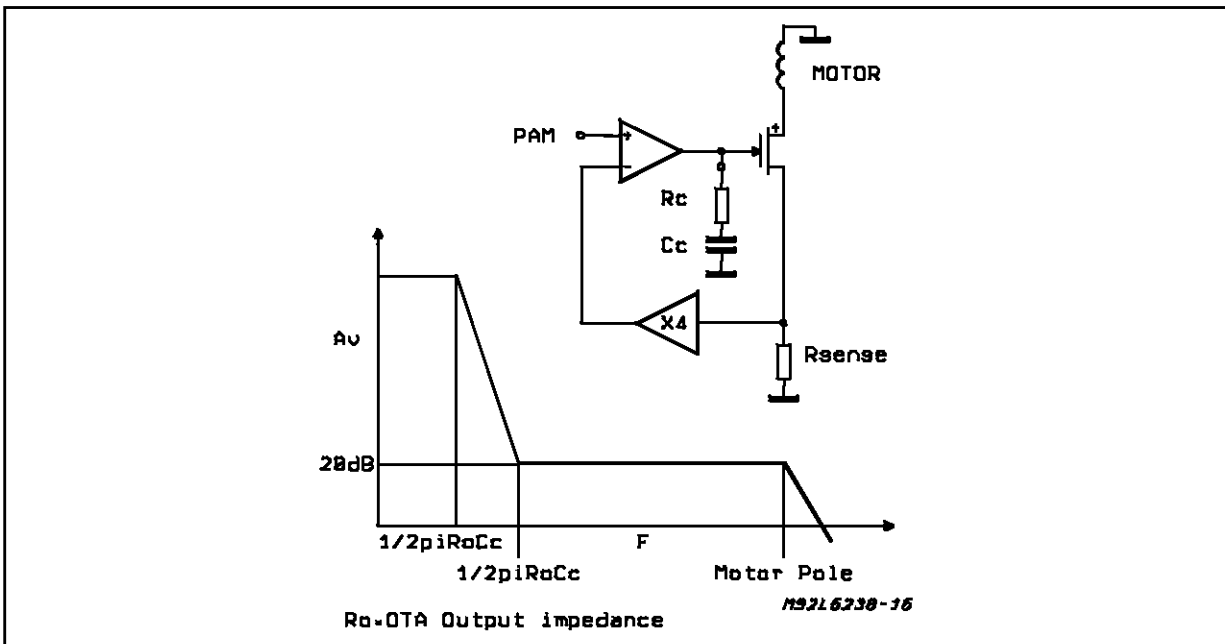 MOTOR
PAM
+
+
-
Rc
Cc
X4
Av
Rsense
20dB
1/2piRoCc
F
1/2piRoCc
Motor Pole
M92L6238-16
Ro=OTA Output impedance